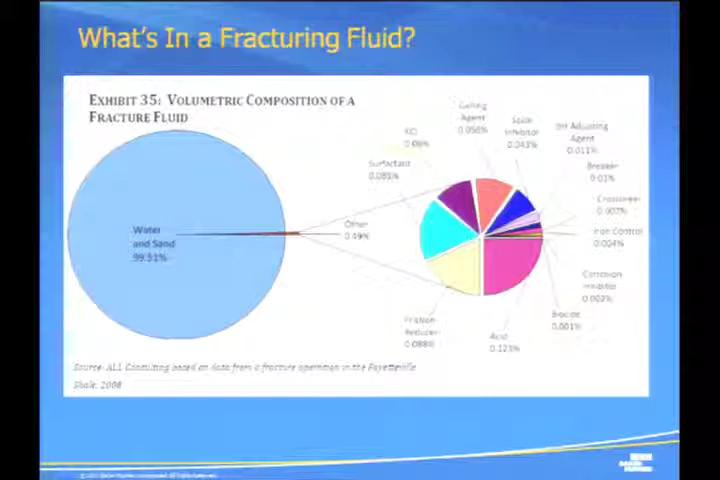 What's In a Fracturing Fluid?
EXHIBIT 35: VOLUMETRIC COMPOSITION OF A
FRACTURE FLUID
Water
and Sand
99.51%
Other
0.49%
KCl
0.06%
Gelling
Agent
0.056%
Scale
Inhibitor
0.043%
pH Adjusting
Agent
0.011%
Breaker
0.01%
Crosslinker
0.007%
Iron Control
0.004%
Corrosion
Inhibitor
0.002%
Biocide
0.001%
Acid
0.123%
Friction
Reducer
0.088%
Surfactant
0.085%
Source: ALL Consulting based on data from a fracture operation in the Fayetteville
Shale, 2008
BAKER
HUGHES